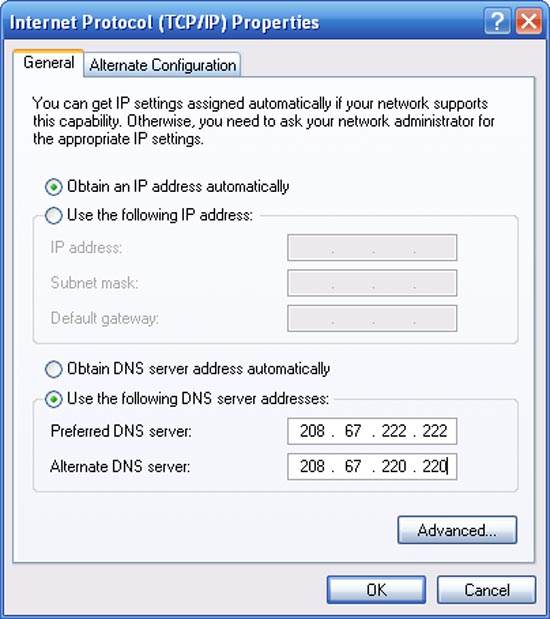 Internet Protocol (TCP/IP) Properties
General
Alternate Configuration
You can get IP settings assigned automatically if your network supports
this capability. Otherwise, you need to ask your network administrator for
the appropriate IP settings.
Obtain an IP address automatically
Use the following IP address:
IP address:
Subnet mask:
Default gateway:
Obtain DNS server address automatically
Use the following DNS server addresses:
Preferred DNS server: 208 . 67 . 222 . 222
Alternate DNS server: 208 . 67 . 220 . 220
Advanced...
OK Cancel